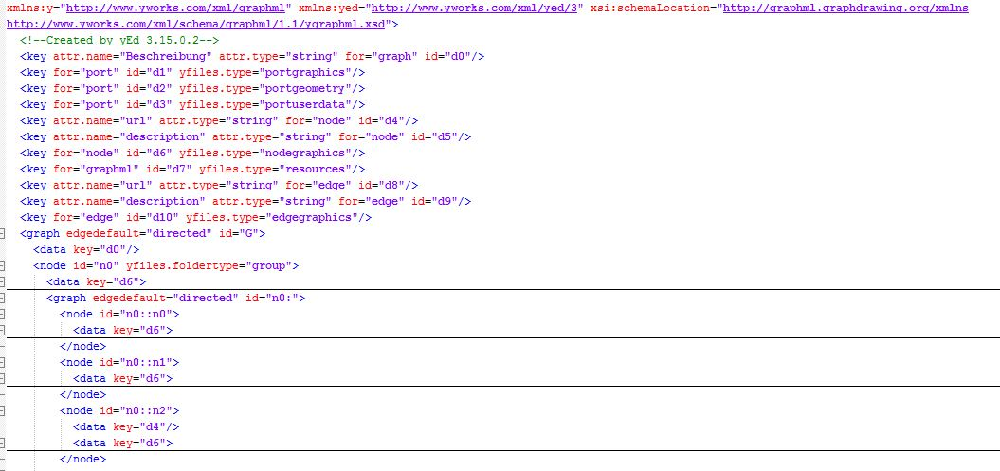 xmlns:y="http://www.yworks.com/xml/graphml" xmlns:yed="http://www.yworks.com/xml/yed/3" xsi:schemaLocation="http://graphml.graphdrawing.org/xmlns
http://www.yworks.com/xml/schema/graphml/1.1/ygraphml.xsd">
<!--Created by yEd 3.15.0.2-->
<key attr.name="Beschreibung" attr.type="string" for="graph" id="d0"/>
<key for="port" id="d1" yfiles.type="portgraphics"/>
<key for="port" id="d2" yfiles.type="portgeometry"/>
<key for="port" id="d3" yfiles.type="portuserdata"/>
<key attr.name="url" attr.type="string" for="node" id="d4"/>
<key attr.name="description" attr.type="string" for="node" id="d5"/>
<key for="node" id="d6" yfiles.type="nodegraphics"/>
<key for="graphml" id="d7" yfiles.type="resources"/>
<key attr.name="url" attr.type="string" for="edge" id="d8"/>
<key attr.name="description" attr.type="string" for="edge" id="d9"/>
<key for="edge" id="d10" yfiles.type="edgegraphics"/>
<graph edgedefault="directed" id="G">
<data key="d0"/>
<node id="n0" yfiles.foldertype="group">
<data key="d6">
<graph edgedefault="directed" id="n0:">
<node id="n0::n0">
<data key="d6">
</node>
<node id="n0::n1">
<data key="d6">
</node>
<node id="n0::n2">
<data key="d4"/>
<data key="d6">
</node>